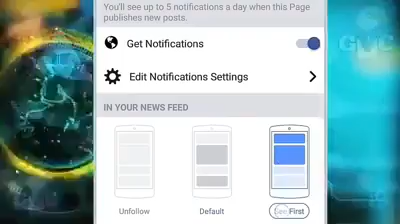 You'll see up to 5 notifications a day when this Page
publishes new posts.
Get Notifications
Edit Notifications Settings
IN YOUR NEWS FEED
Unfollow
Default
See First